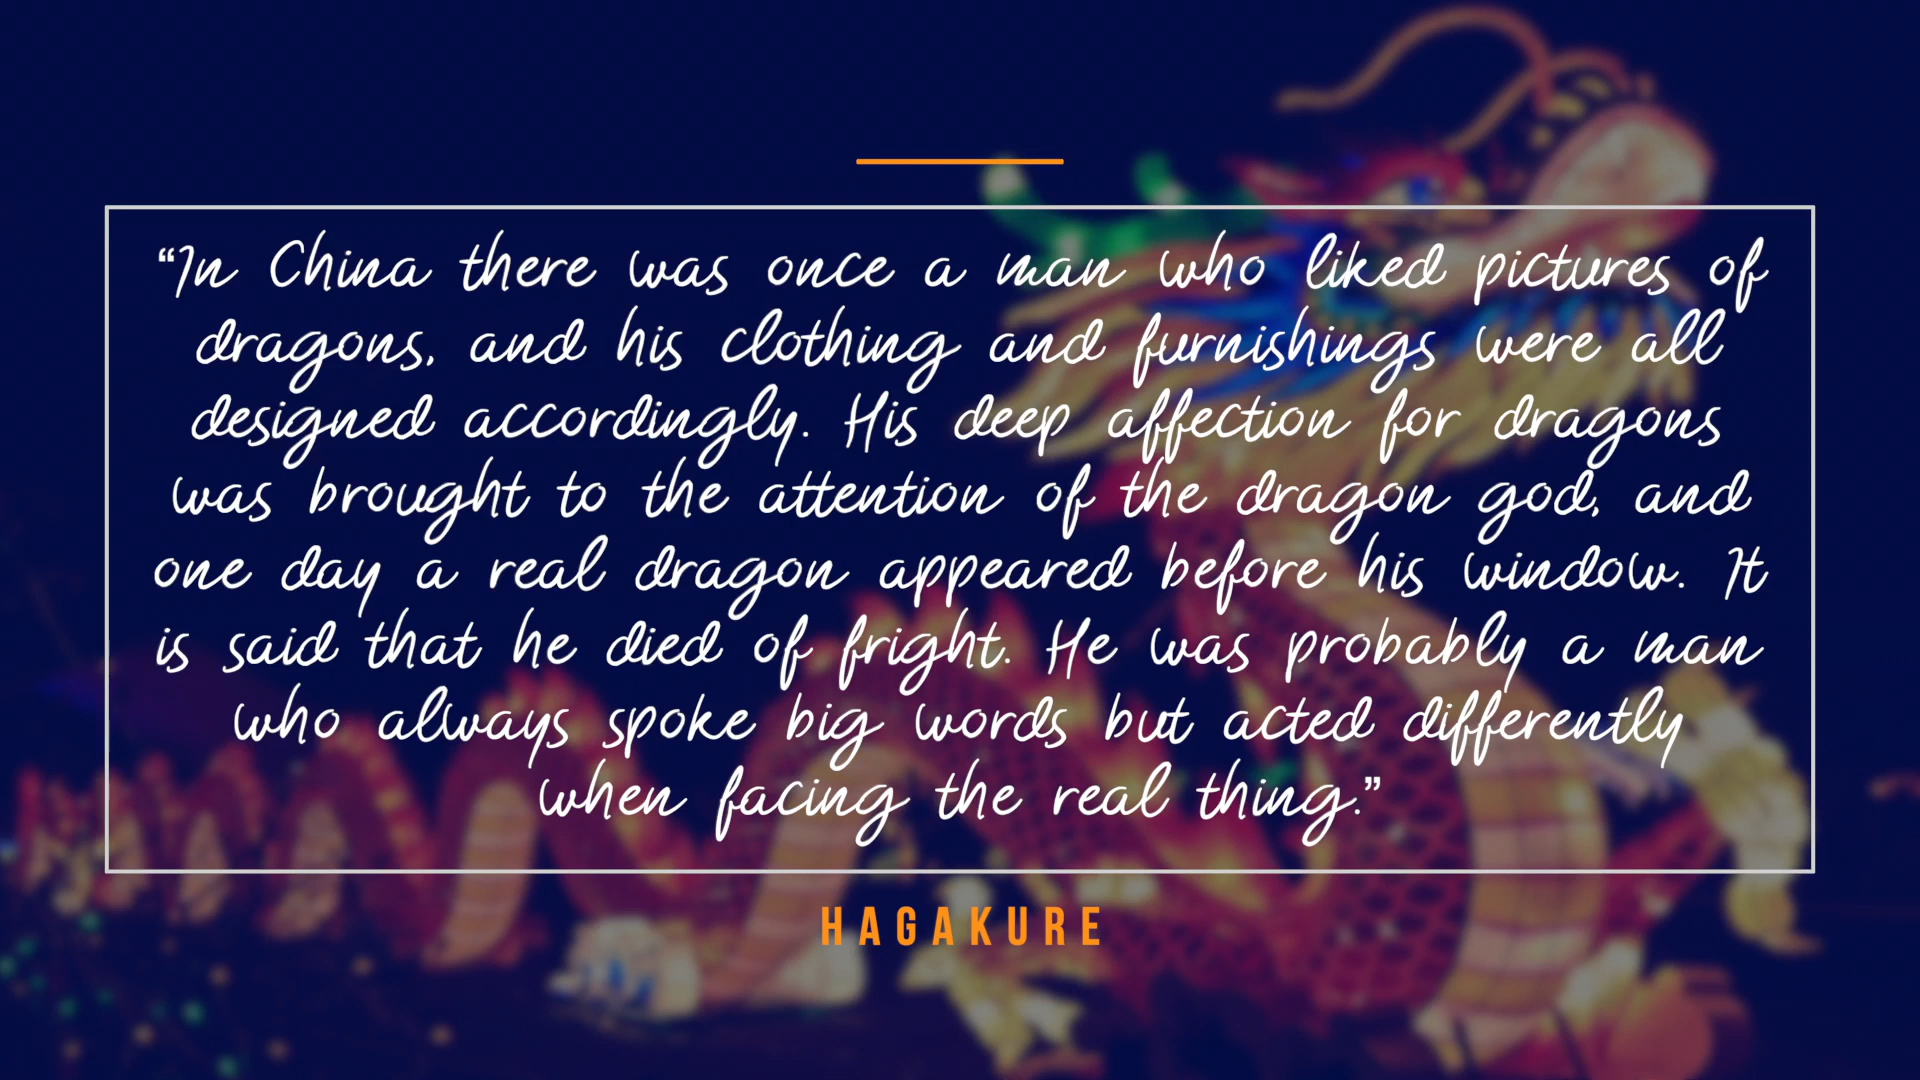 “In China there was once a man who liked pictures of
dragons, and his clothing and furnishings were all
designed accordingly. His deep affection for dragons
was brought to the attention of the dragon god, and
one day a real dragon appeared before his window. It
is said that he died of fright. He was probably a man
who always spoke big words but acted differently
when facing the real thing.”
HAGAKURE